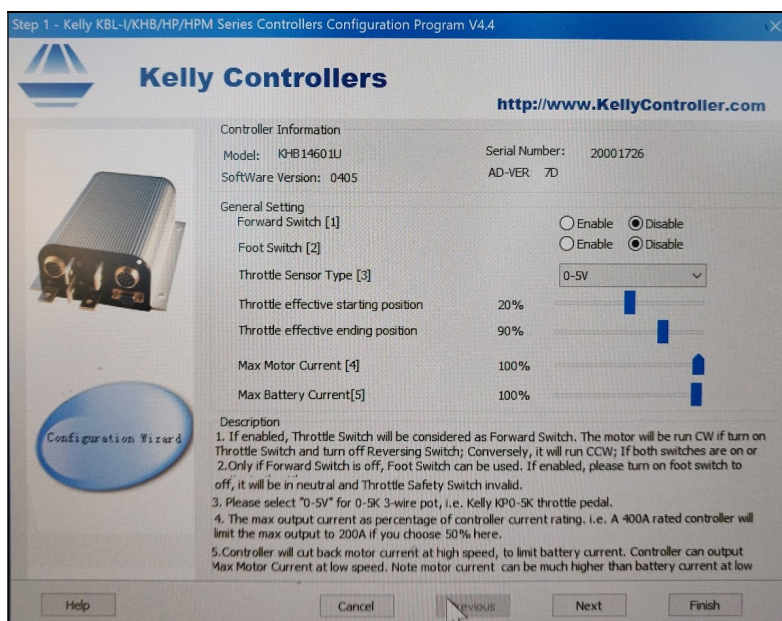 Step 1 - Kelly KBL-I/KHB/HP/HPM Series Controllers Configuration Program V4.4
Kelly Controllers
http://www.KellyController.com
Controller Information
Model: KHB14601U Serial Number: 20001726
SoftWare Version: 0405 AD-VER 7D
General Setting
Forward Switch [1] Enable Disable
Foot Switch [2] Enable Disable
Throttle Sensor Type [3] 0-5V
Throttle effective starting position 20%
Throttle effective ending position 90%
Max Motor Current [4] 100%
Max Battery Current[5] 100%
Configuration Wizard
Description
1. If enabled, Throttle Switch will be considered as Forward Switch. The motor will be run CW if turn on
Throttle Switch and turn off Reversing Switch; Conversely, it will run CCW; If both switches are on or
2.Only if Forward Switch is off, Foot Switch can be used. If enabled, please turn on foot switch to
off, it will be in neutral and Throttle Safety Switch invalid.
3. Please select "0-5V" for 0-5K 3-wire pot, i.e. Kelly KP0-5K throttle pedal.
4. The max output current as percentage of controller current rating. i.e. A 400A rated controller will
limit the max output to 200A if you choose 50% here.
5.Controller will cut back motor current at high speed, to limit battery current. Controller can output
Max Motor Current at low speed. Note motor current can be much higher than battery current at low
Help Cancel Previous Next Finish